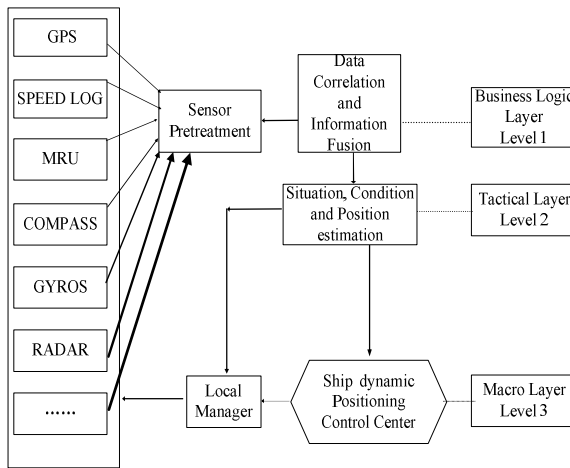 GPS
SPEED LOG
MRU
COMPASS
GYROS
RADAR
......
Sensor
Pretreatment
Data
Correlation and
Information
Fusion
Situation, Condition
and Position
estimation
Local
Manager
Ship dynamic
Positioning
Control Center
Business Logic
Layer
Level 1
Tactical Layer
Level 2
Macro Layer
Level 3